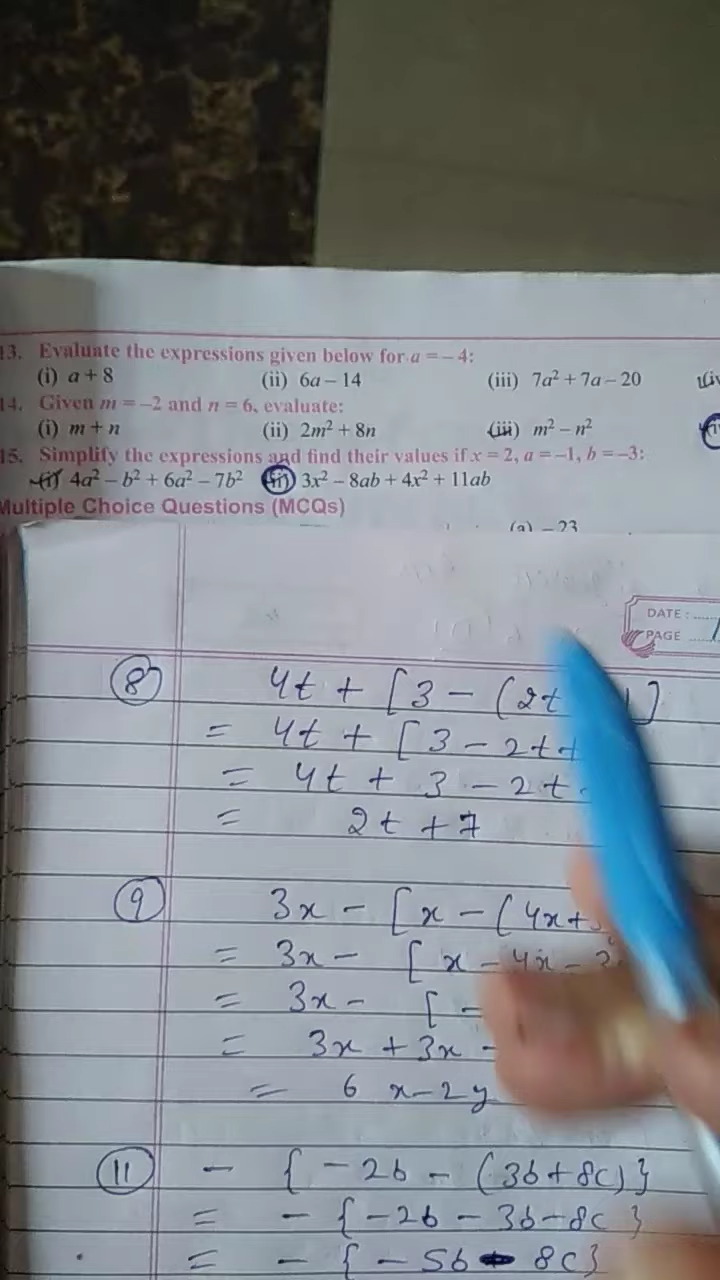 13. Evaluate the expressions given below for a = – 4:
(i) a + 8 (ii) 6a – 14 (iii) 7a² + 7a – 20
14. Given m = –2 and n = 6, evaluate:
(i) m + n (ii) 2m² + 8n (iii) m² – n²
15. Simplify the expressions and find their values if x = 2, a = –1, b = –3:
(i) 4a² – b² + 6a² – 7b² (ii) 3x² – 8ab + 4x² + 11ab
Multiple Choice Questions (MCQs)
(a) – 23
DATE :
PAGE
8 4t + [ 3 - ( 2t ]
= 4t + [ 3 - 2t +
= 4t + 3 - 2t
= 2t + 7
9 3x - [ x - ( 4x +
= 3x - [ x - 4x -
= 3x - [ -
= 3x + 3x -
= 6 x - 2y
11 - { -2b - ( 3b + 8c ) }
= - { -2b - 3b - 8c }
= - { - 5b - 8c }